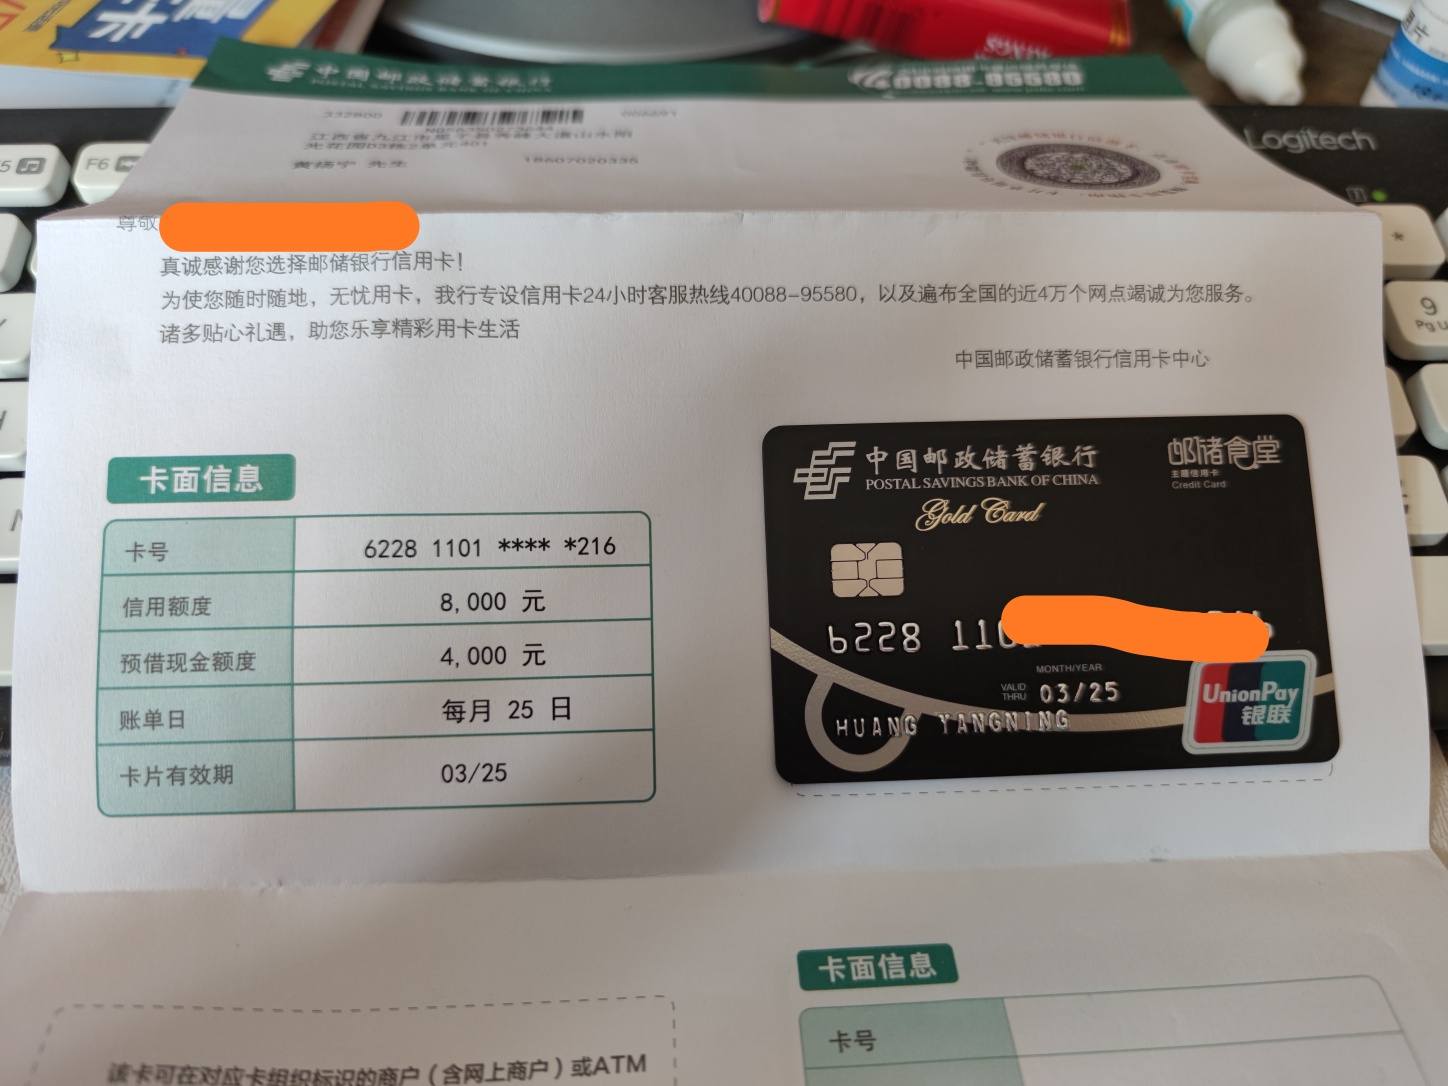 中国邮政储蓄银行
POSTAL SAVINGS BANK OF CHINA
尊敬
真诚感谢您选择邮储银行信用卡！
为使您随时随地，无忧用卡，我行专设信用卡24小时客服热线40088-95580，以及遍布全国的近4万个网点竭诚为您服务。
诸多贴心礼遇，助您乐享精彩用卡生活
中国邮政储蓄银行信用卡中心
卡面信息
卡号 6228 1101 **** *216
信用额度 8,000 元
预借现金额度 4,000 元
账单日 每月 25 日
卡片有效期 03/25
中国邮政储蓄银行
POSTAL SAVINGS BANK OF CHINA
邮储食堂
主题信用卡
Credit Card
Gold Card
6228 110
MONTH/YEAR
VALID THRU 03/25
HUANG YANGNING
UnionPay
银联
卡面信息
卡号
该卡可在对应卡组织标识的商户（含网上商户）或ATM
Logitech
F6
9
Pg U
*